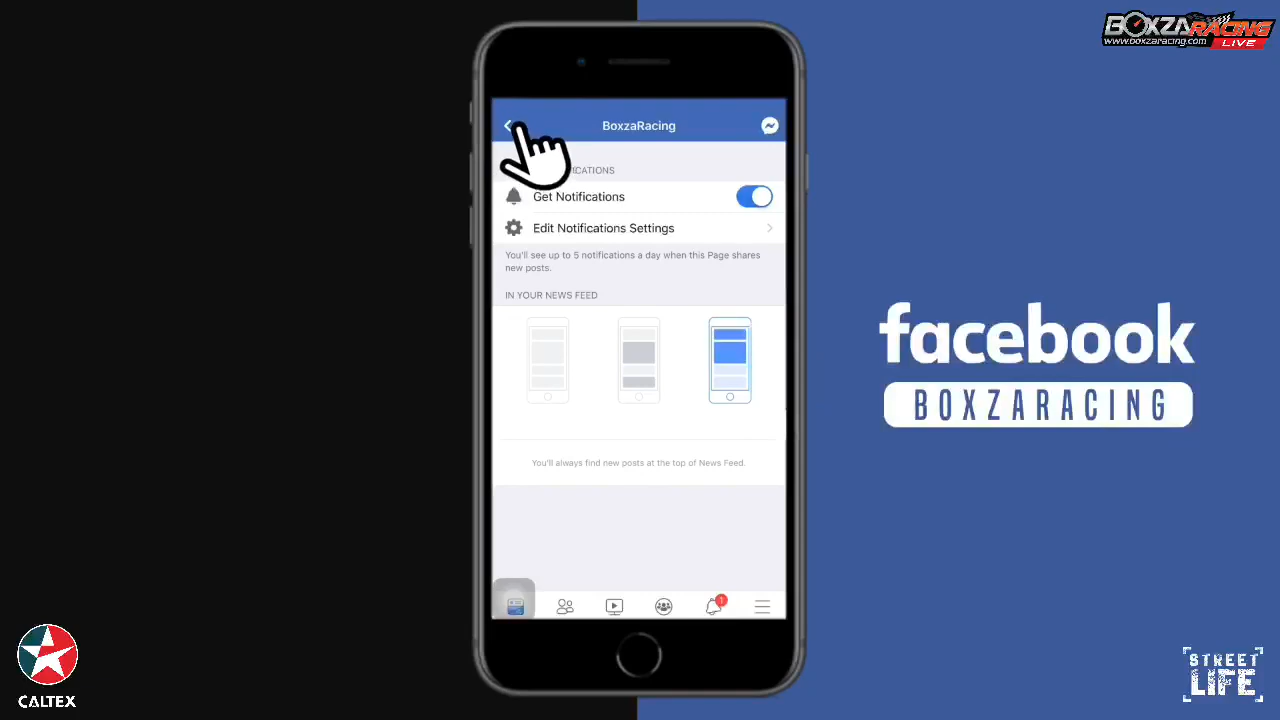 BOXZARACING
www.boxzaracing.com LIVE
BoxzaRacing
ICATIONS
Get Notifications
Edit Notifications Settings
You'll see up to 5 notifications a day when this Page shares
new posts.
IN YOUR NEWS FEED
You'll always find new posts at the top of News Feed.
1
facebook
BOXZARACING
CALTEX
STREET
LIFE